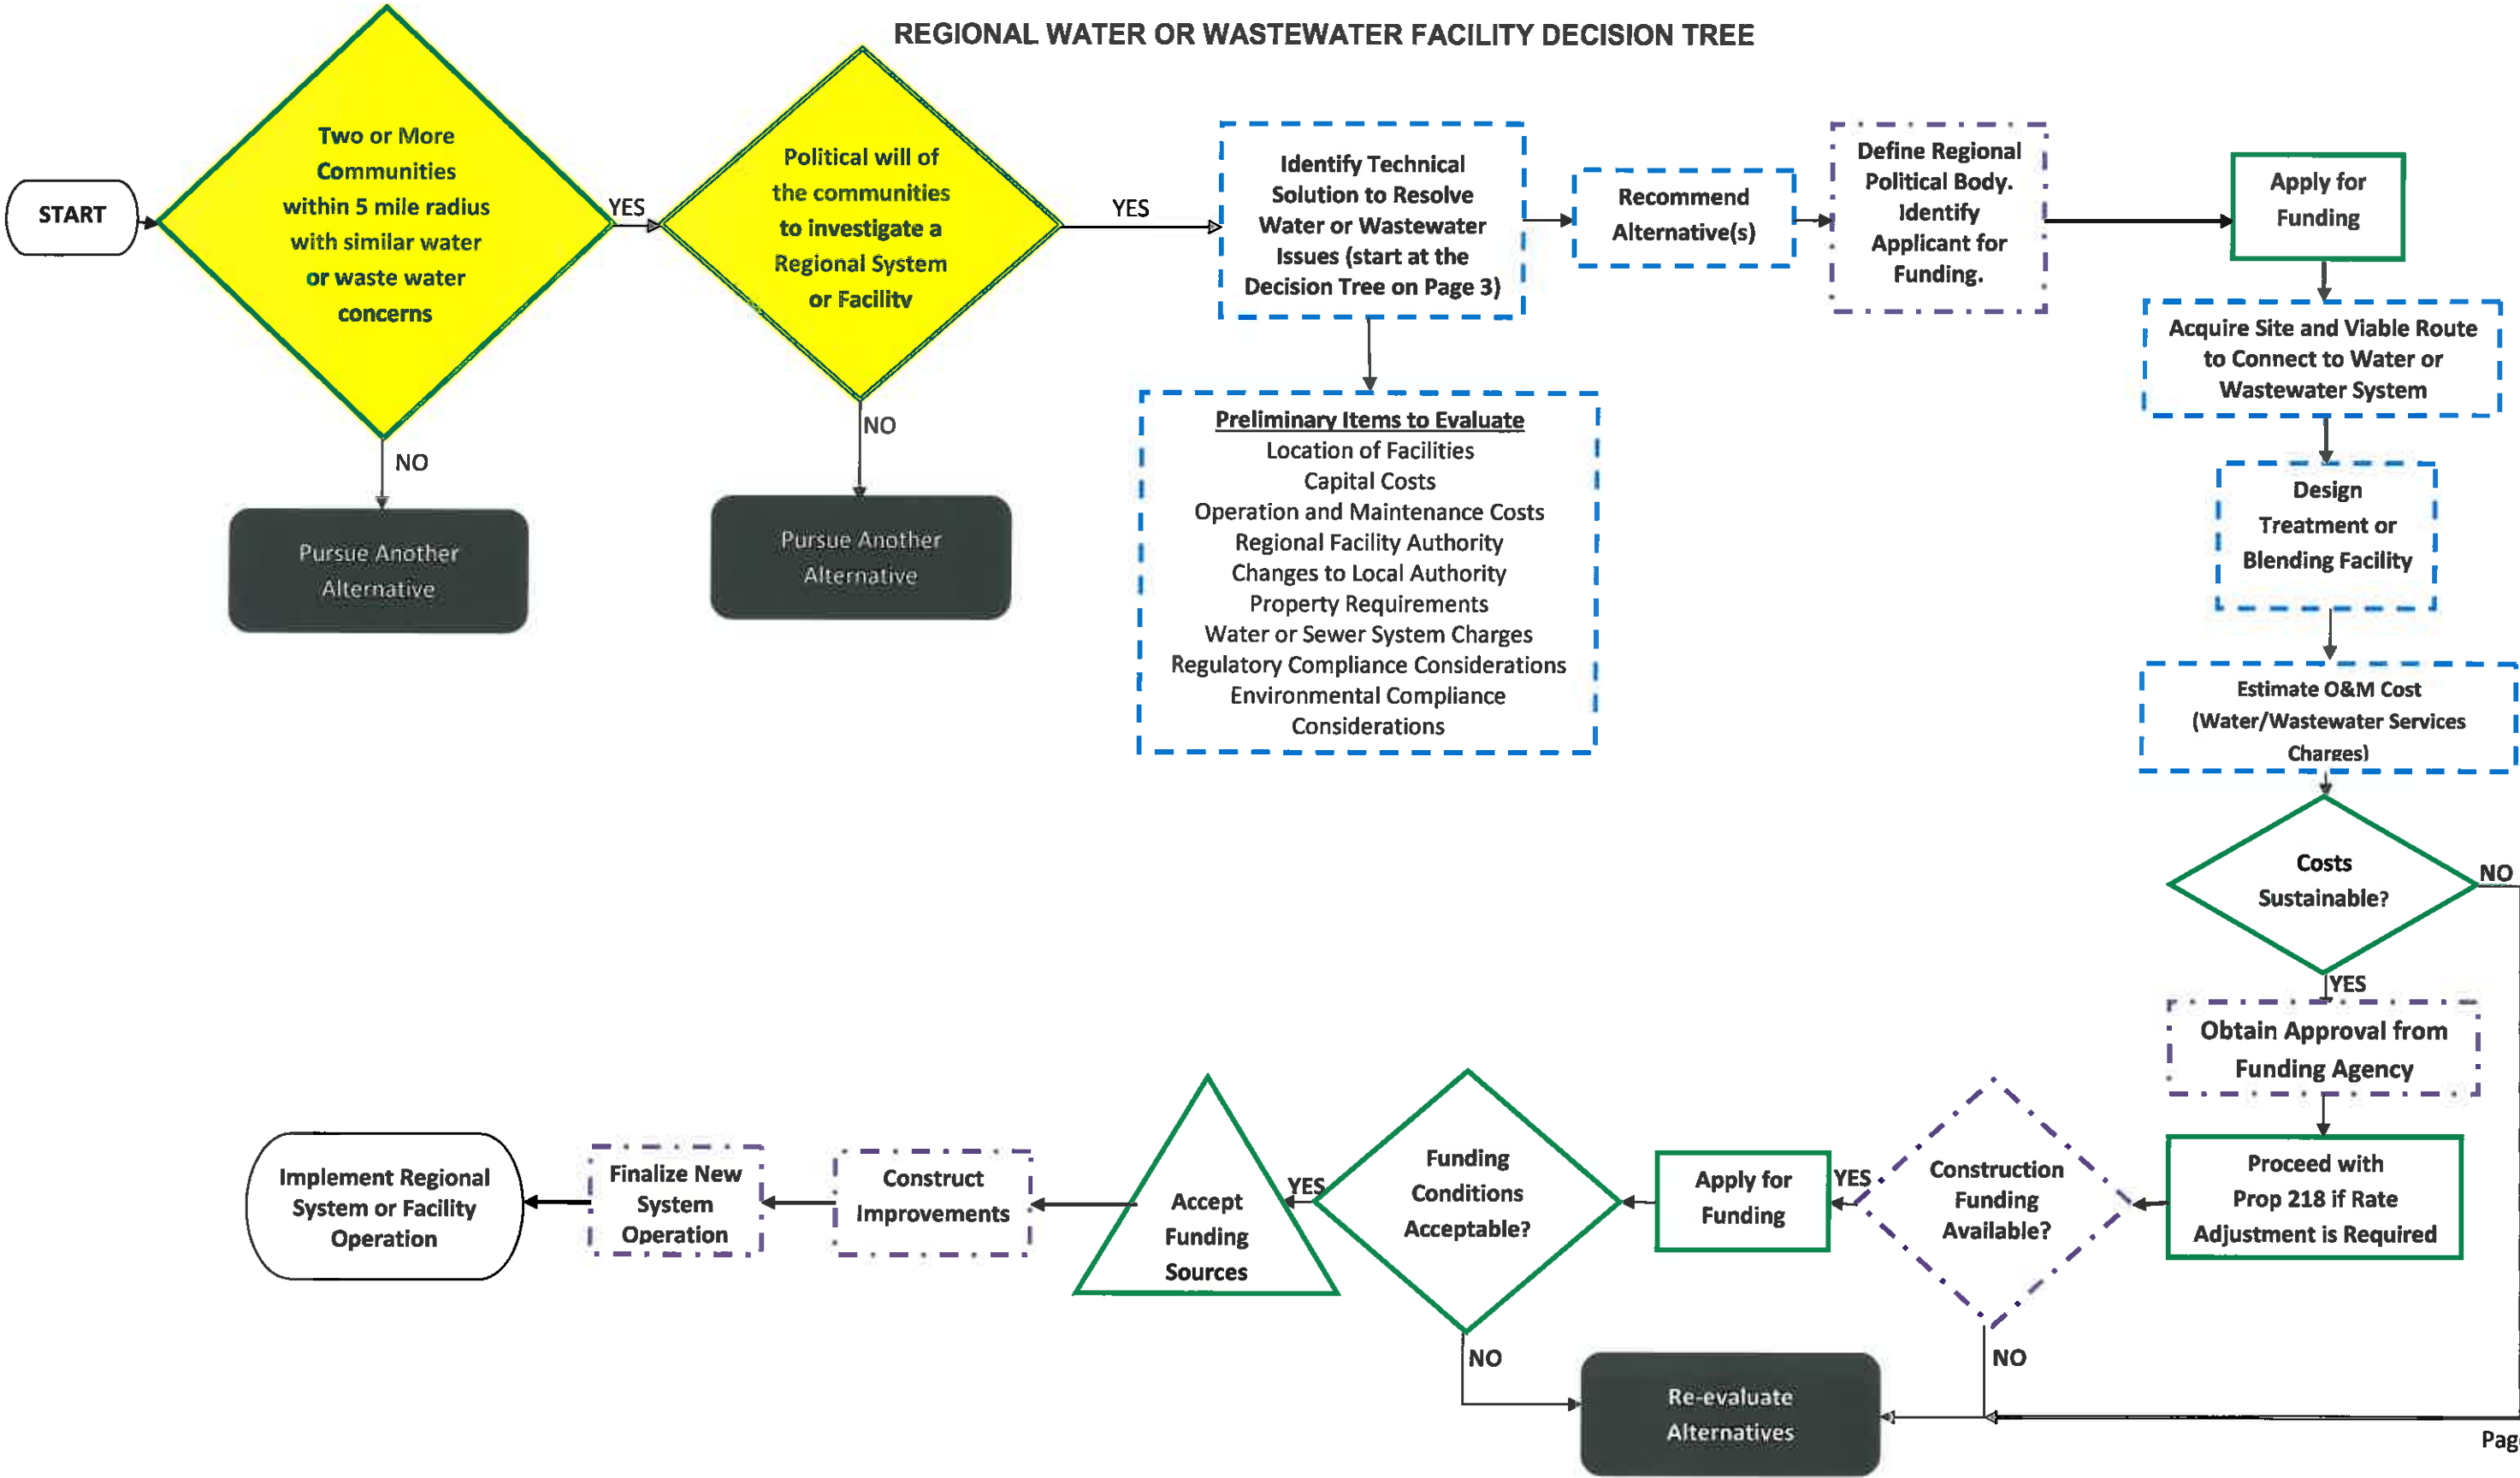 REGIONAL WATER OR WASTEWATER FACILITY DECISION TREE
START
Two or More
Communities
within 5 mile radius
with similar water
or waste water
concerns
YES
NO
Pursue Another
Alternative
Political will of
the communities
to investigate a
Regional System
or Facility
YES
NO
Pursue Another
Alternative
Identify Technical
Solution to Resolve
Water or Wastewater
Issues (start at the
Decision Tree on Page 3)
Preliminary Items to Evaluate
Location of Facilities
Capital Costs
Operation and Maintenance Costs
Regional Facility Authority
Changes to Local Authority
Property Requirements
Water or Sewer System Charges
Regulatory Compliance Considerations
Environmental Compliance
Considerations
Recommend
Alternative(s)
Define Regional
Political Body.
Identify
Applicant for
Funding.
Apply for
Funding
Acquire Site and Viable Route
to Connect to Water or
Wastewater System
Design
Treatment or
Blending Facility
Estimate O&M Cost
(Water/Wastewater Services
Charges)
Costs
Sustainable?
NO
YES
Obtain Approval from
Funding Agency
Proceed with
Prop 218 if Rate
Adjustment is Required
Construction
Funding
Available?
YES
NO
Apply for
Funding
Funding
Conditions
Acceptable?
YES
NO
Accept
Funding
Sources
Construct
Improvements
Finalize New
System
Operation
Implement Regional
System or Facility
Operation
Re-evaluate
Alternatives